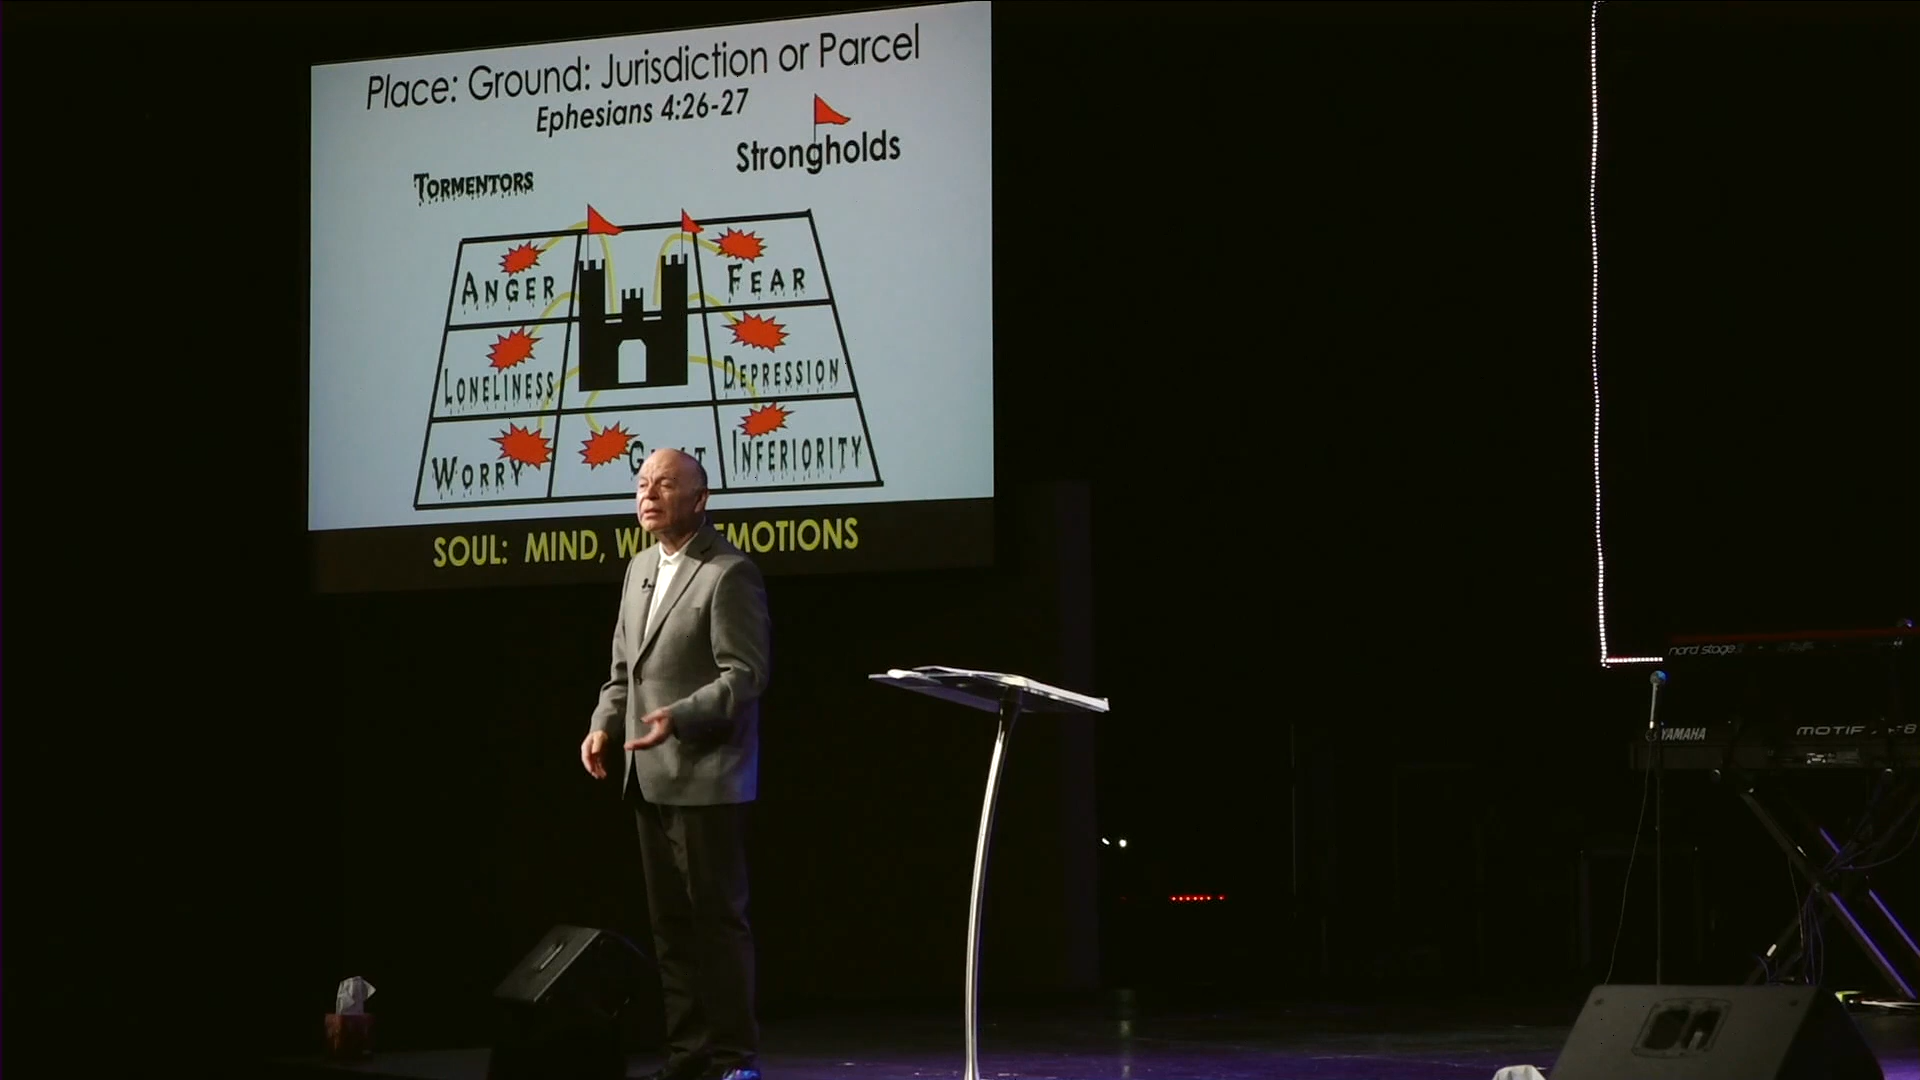 Place: Ground: Jurisdiction or Parcel
Ephesians 4:26-27
Strongholds
TORMENTORS
ANGER
FEAR
LONELINESS
DEPRESSION
WORRY
INFERIORITY
SOUL: MIND, EMOTIONS
nord stage
YAMAHA
MOTIF